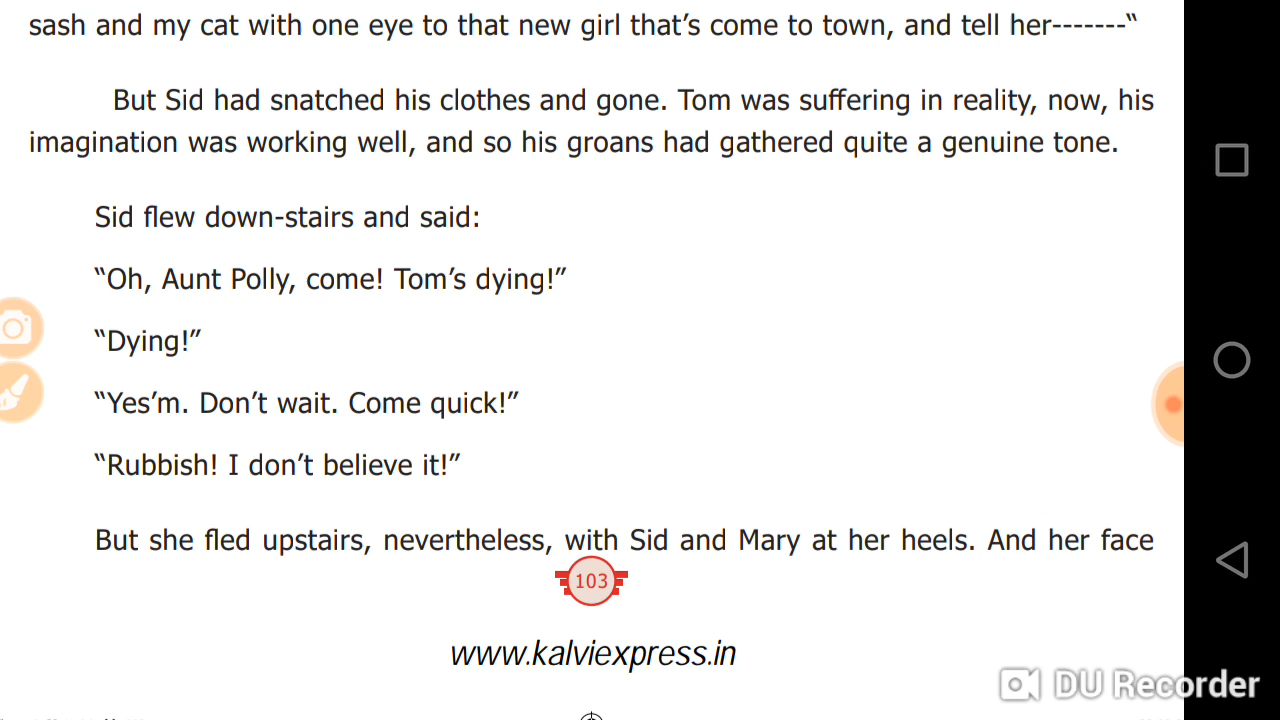 sash and my cat with one eye to that new girl that’s come to town, and tell her-------“
But Sid had snatched his clothes and gone. Tom was suffering in reality, now, his
imagination was working well, and so his groans had gathered quite a genuine tone.
Sid flew down-stairs and said:
“Oh, Aunt Polly, come! Tom’s dying!”
“Dying!”
“Yes’m. Don’t wait. Come quick!”
“Rubbish! I don’t believe it!”
But she fled upstairs, nevertheless, with Sid and Mary at her heels. And her face
103
www.kalviexpress.in
DU Recorder